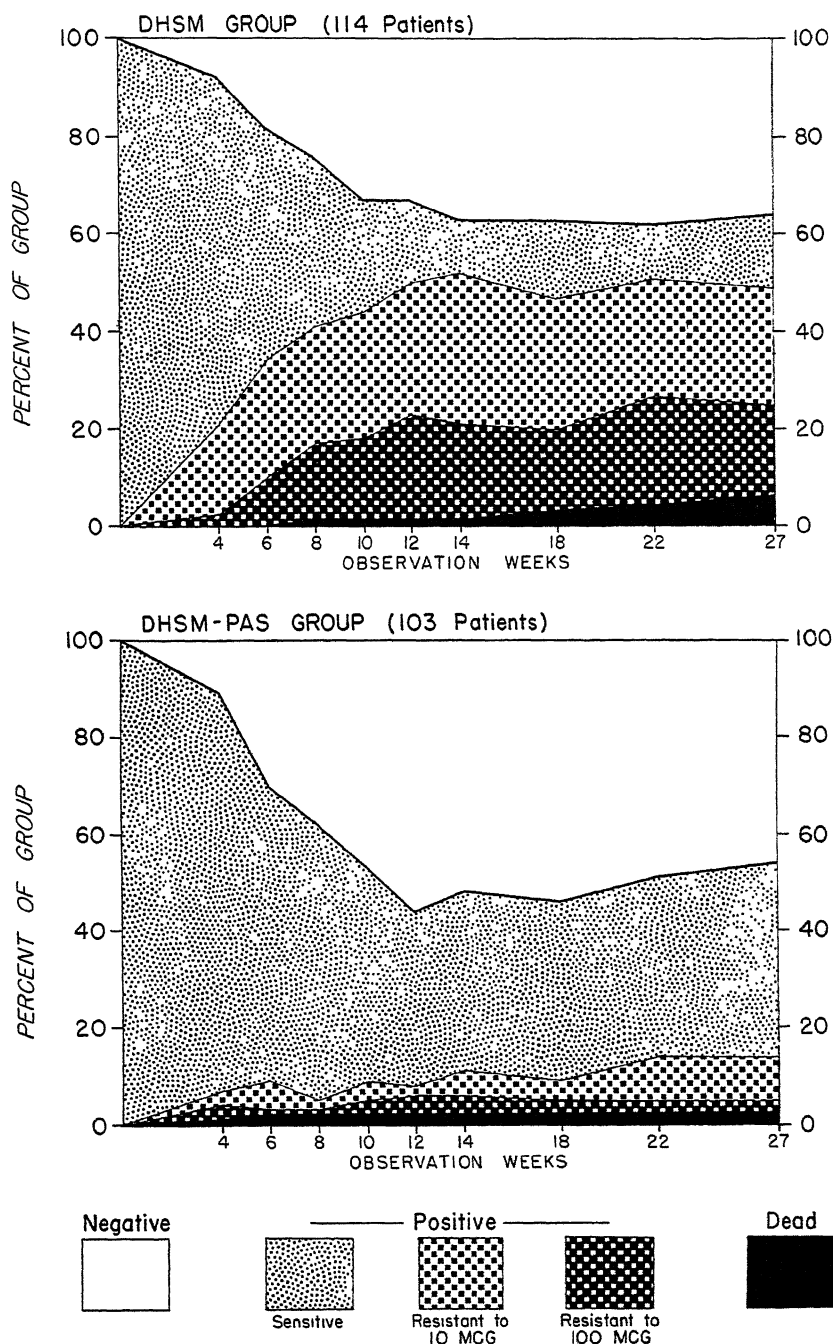 DHSM GROUP (114 Patients)
100
80
60
40
20
0
PERCENT OF GROUP
100
80
60
40
20
0
4 6 8 10 12 14 18 22 27
OBSERVATION WEEKS
DHSM-PAS GROUP (103 Patients)
100
80
60
40
20
0
PERCENT OF GROUP
100
80
60
40
20
0
4 6 8 10 12 14 18 22 27
OBSERVATION WEEKS
Negative
Positive
Dead
Sensitive
Resistant to
10 MCG
Resistant to
100 MCG